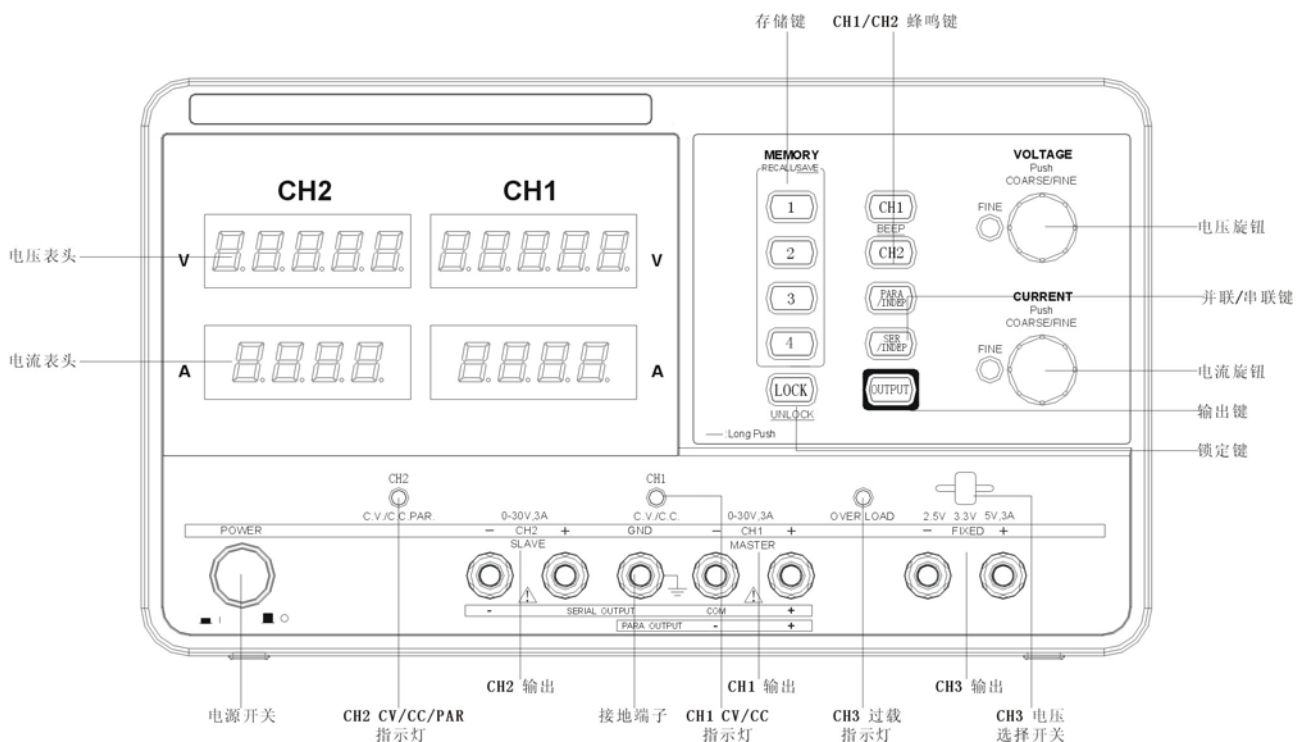 存储键
CH1/CH2 蜂鸣键
MEMORY
RECALL/SAVE
VOLTAGE
Push
COARSE/FINE
CH2
CH1
1
CH1
BEEP
FINE
电压旋钮
电压表头
V
V
2
CH2
3
PARA
/INDEP
CURRENT
Push
COARSE/FINE
并联/串联键
电流表头
A
A
4
SER
/INDEP
FINE
电流旋钮
LOCK
UNLOCK
OUTPUT
输出键
:Long Push
锁定键
CH2
CH1
C.V./C.C.PAR.
0-30V,3A
C.V./C.C.
0-30V,3A
OVER LOAD
2.5V 3.3V 5V,3A
POWER
− CH2 +
GND
− CH1 +
− FIXED +
SLAVE
MASTER
- SERIAL OUTPUT COM +
PARA OUTPUT - +
CH2 输出
CH1 输出
CH3 输出
电源开关
CH2 CV/CC/PAR
指示灯
接地端子
CH1 CV/CC
指示灯
CH3 过载
指示灯
CH3 电压
选择开关